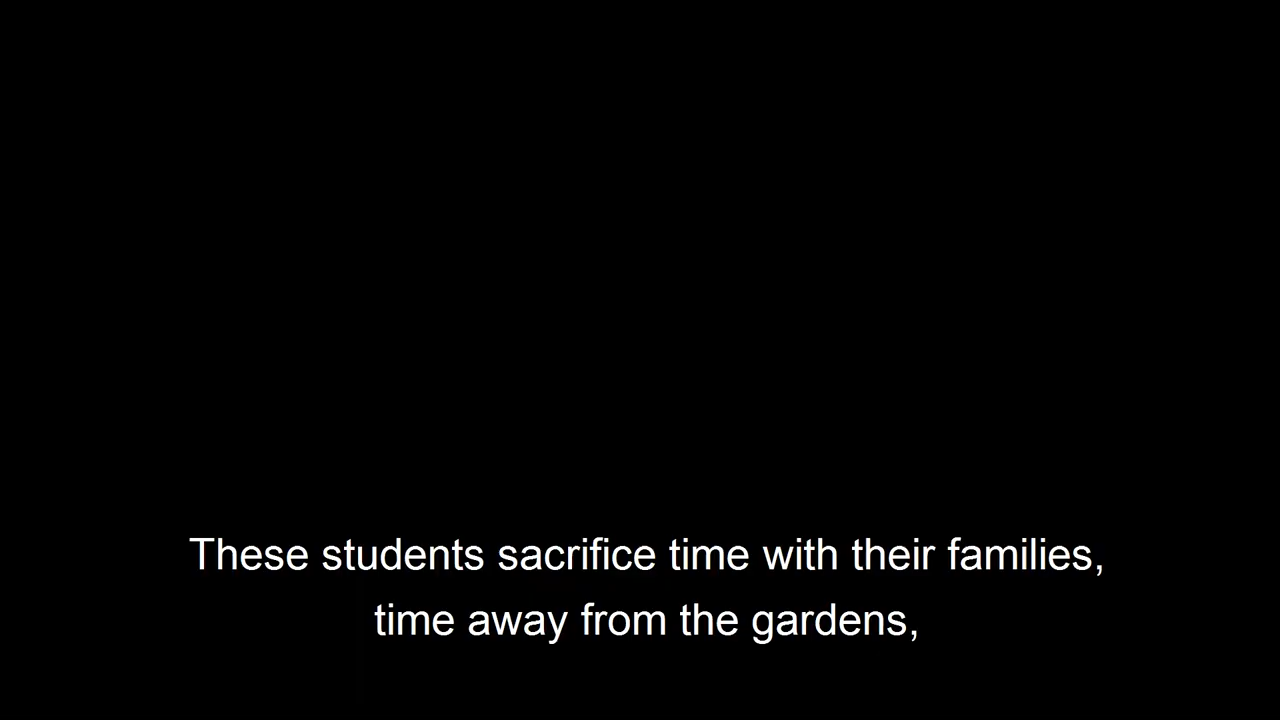 These students sacrifice time with their families,
time away from the gardens,